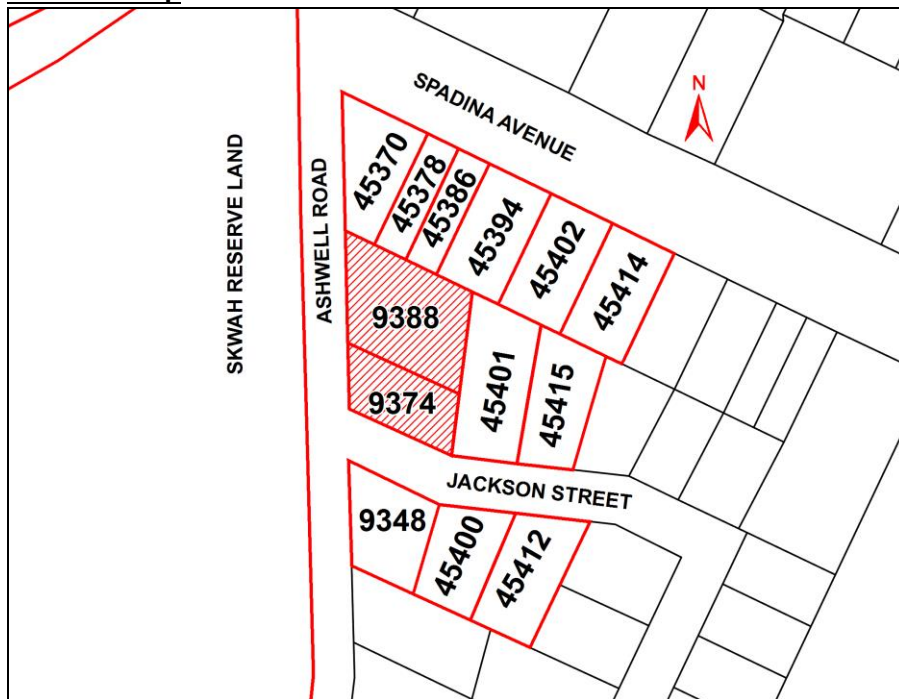 SPADINA AVENUE
N
SKWAH RESERVE LAND
ASHWELL ROAD
45370
45378
45386
45394
45402
45414
9388
9374
45401
45415
JACKSON STREET
9348
45400
45412